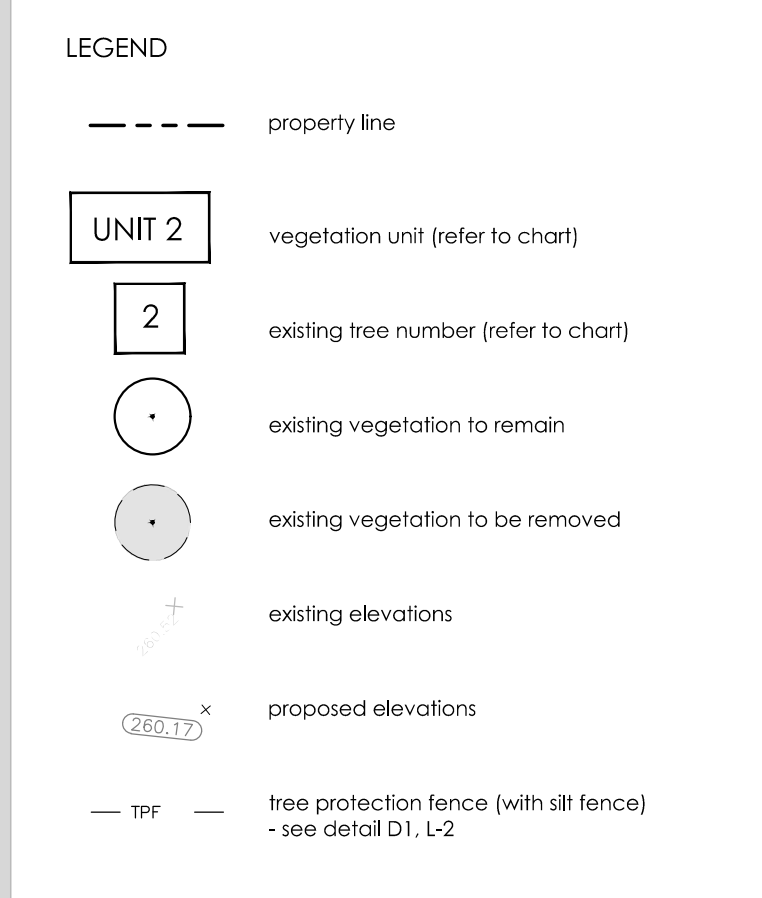 LEGEND
property line
UNIT 2
vegetation unit (refer to chart)
2
existing tree number (refer to chart)
existing vegetation to remain
existing vegetation to be removed
260.52
existing elevations
260.17
proposed elevations
TPF
tree protection fence (with silt fence)
- see detail D1, L-2